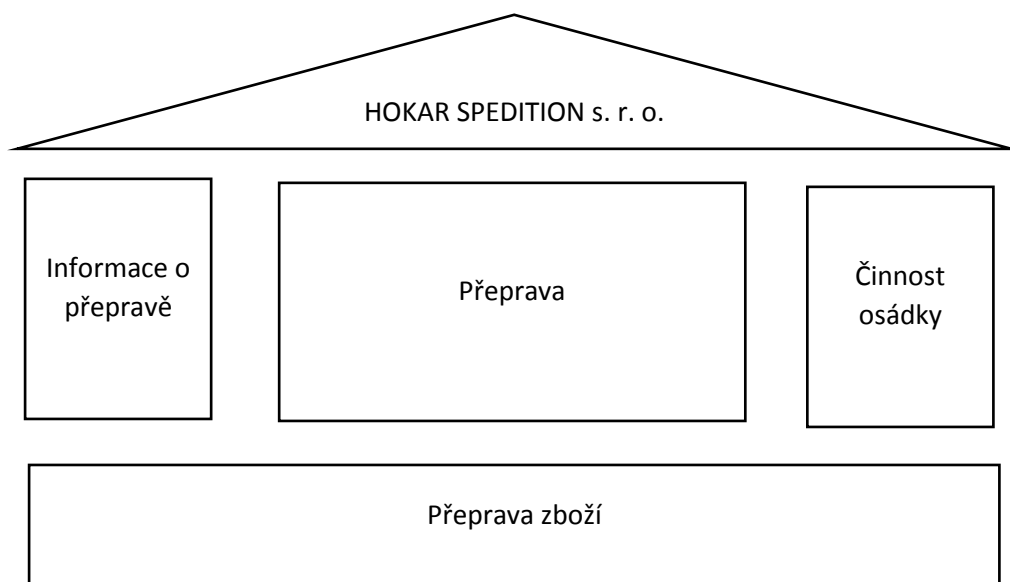 HOKAR SPEDITION s. r. o.
Informace o
přepravě
Přeprava
Činnost
osádky
Přeprava zboží